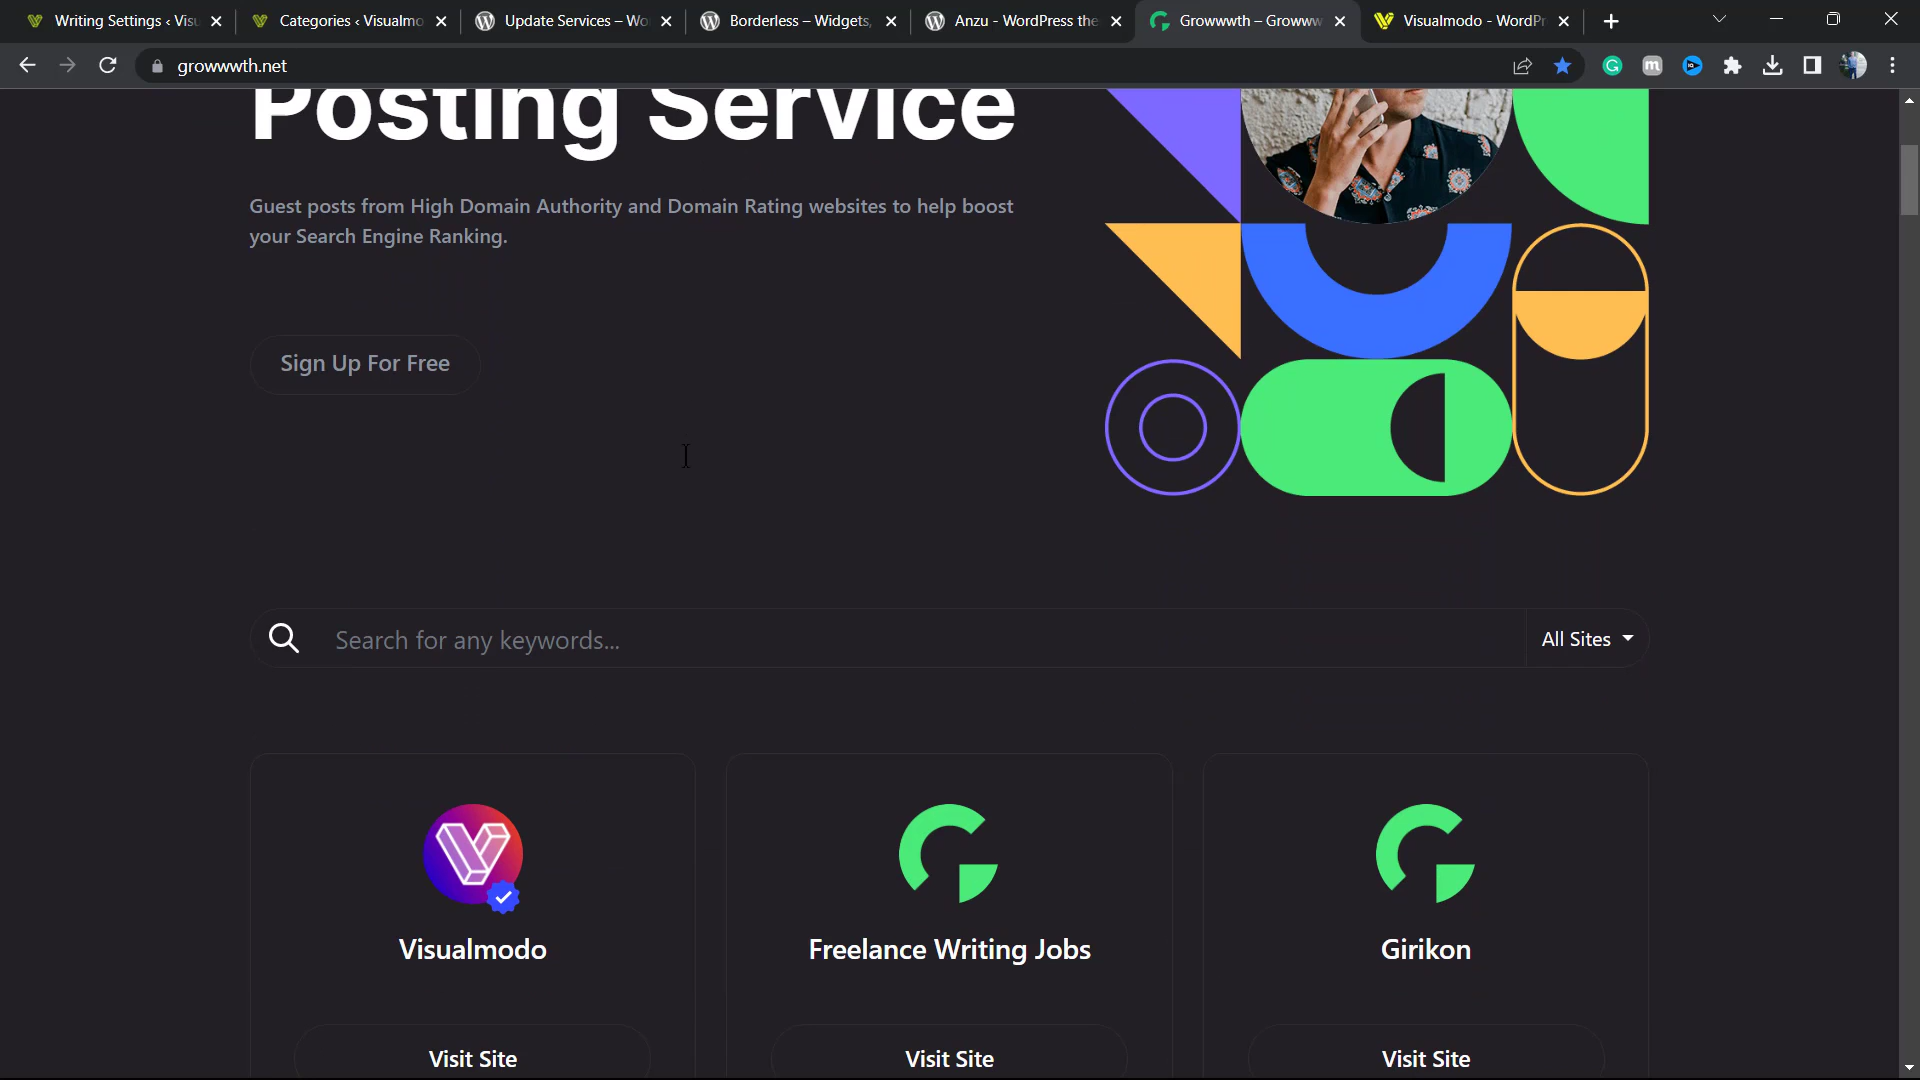 Writing Settings ‹ Visu
Categories ‹ Visualmo
Update Services – Wo
Borderless – Widgets,
Anzu - WordPress the
Growwwth – Growww
Visualmodo - WordPr
growwwth.net
Posting Service
Guest posts from High Domain Authority and Domain Rating websites to help boost
your Search Engine Ranking.
Sign Up For Free
Search for any keywords...
All Sites
Visualmodo
Freelance Writing Jobs
Girikon
Visit Site
Visit Site
Visit Site